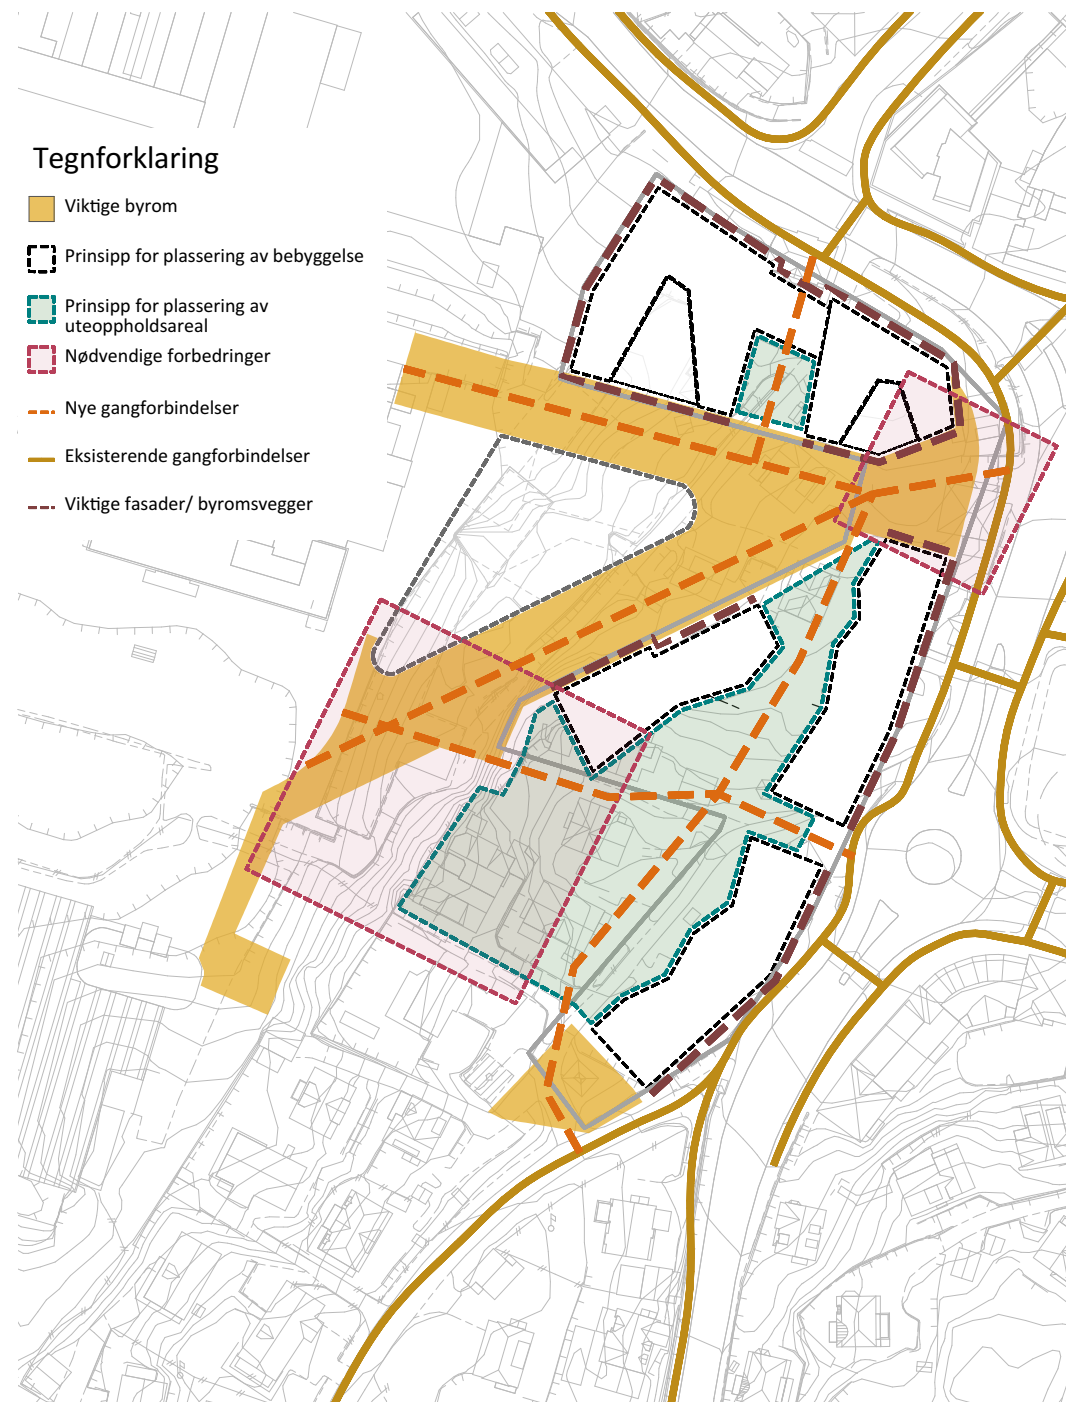 Tegnforklaring
Viktige byrom
Prinsipp for plassering av bebyggelse
Prinsipp for plassering av
uteoppholdsareal
Nødvendige forbedringer
Nye gangforbindelser
Eksisterende gangforbindelser
Viktige fasader/ byromsvegger